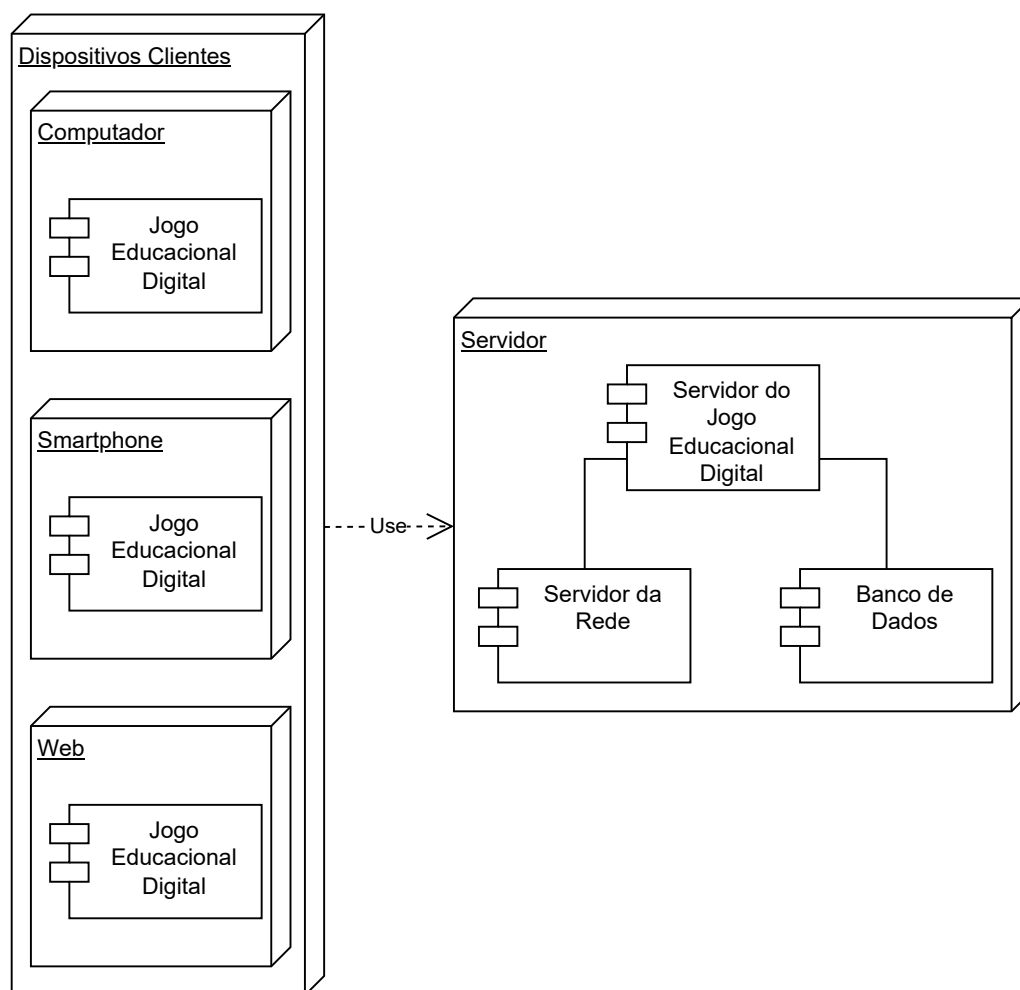 Dispositivos Clientes
Computador
Jogo
Educacional
Digital
Smartphone
Jogo
Educacional
Digital
Web
Jogo
Educacional
Digital
Use
Servidor
Servidor do
Jogo
Educacional
Digital
Servidor da
Rede
Banco de
Dados